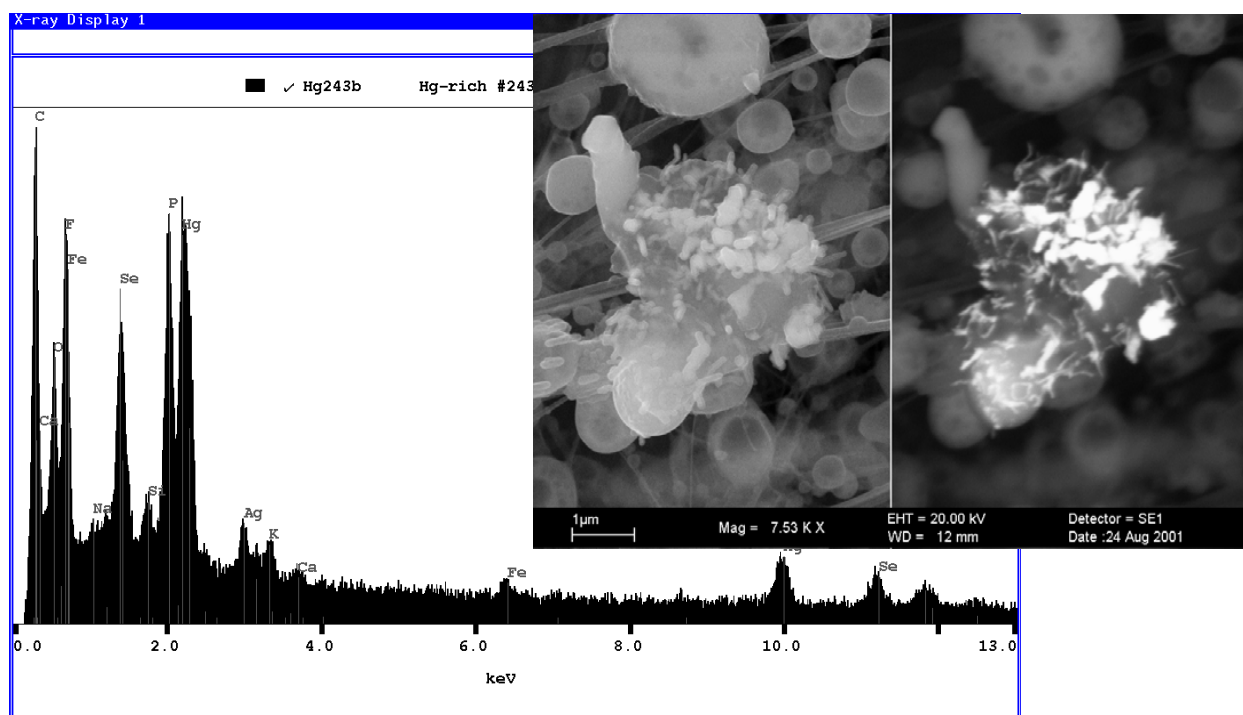 X-ray Display 1
✓ Hg243b Hg-rich #243
C
F
P
Hg
Fe
Se
O
Ca
Na
Si
Ag
K
Ca
Fe
Se
0.0 2.0 4.0 6.0 8.0 10.0 13.0
keV
1µm
Mag = 7.53 K X
EHT = 20.00 kV
WD = 12 mm
Detector = SE1
Date :24 Aug 2001